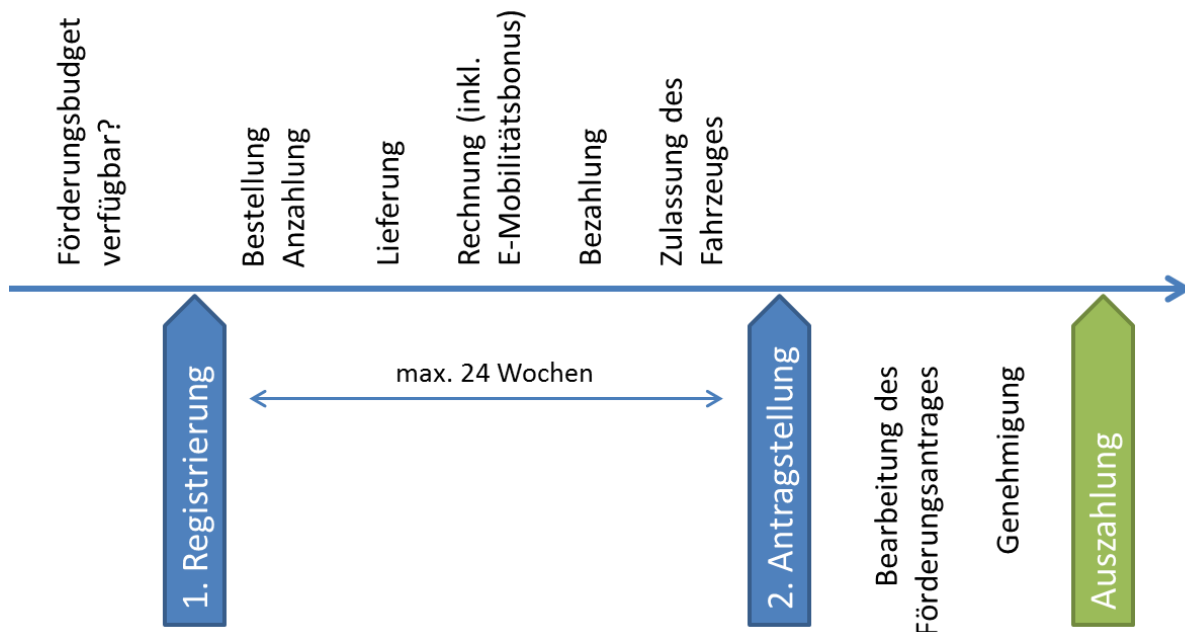 Förderungsbudget
verfügbar?
Bestellung
Anzahlung
Lieferung
Rechnung (inkl.
E-Mobilitätsbonus)
Bezahlung
Zulassung des
Fahrzeuges
1. Registrierung
max. 24 Wochen
2. Antragstellung
Bearbeitung des
Förderungsantrages
Genehmigung
Auszahlung